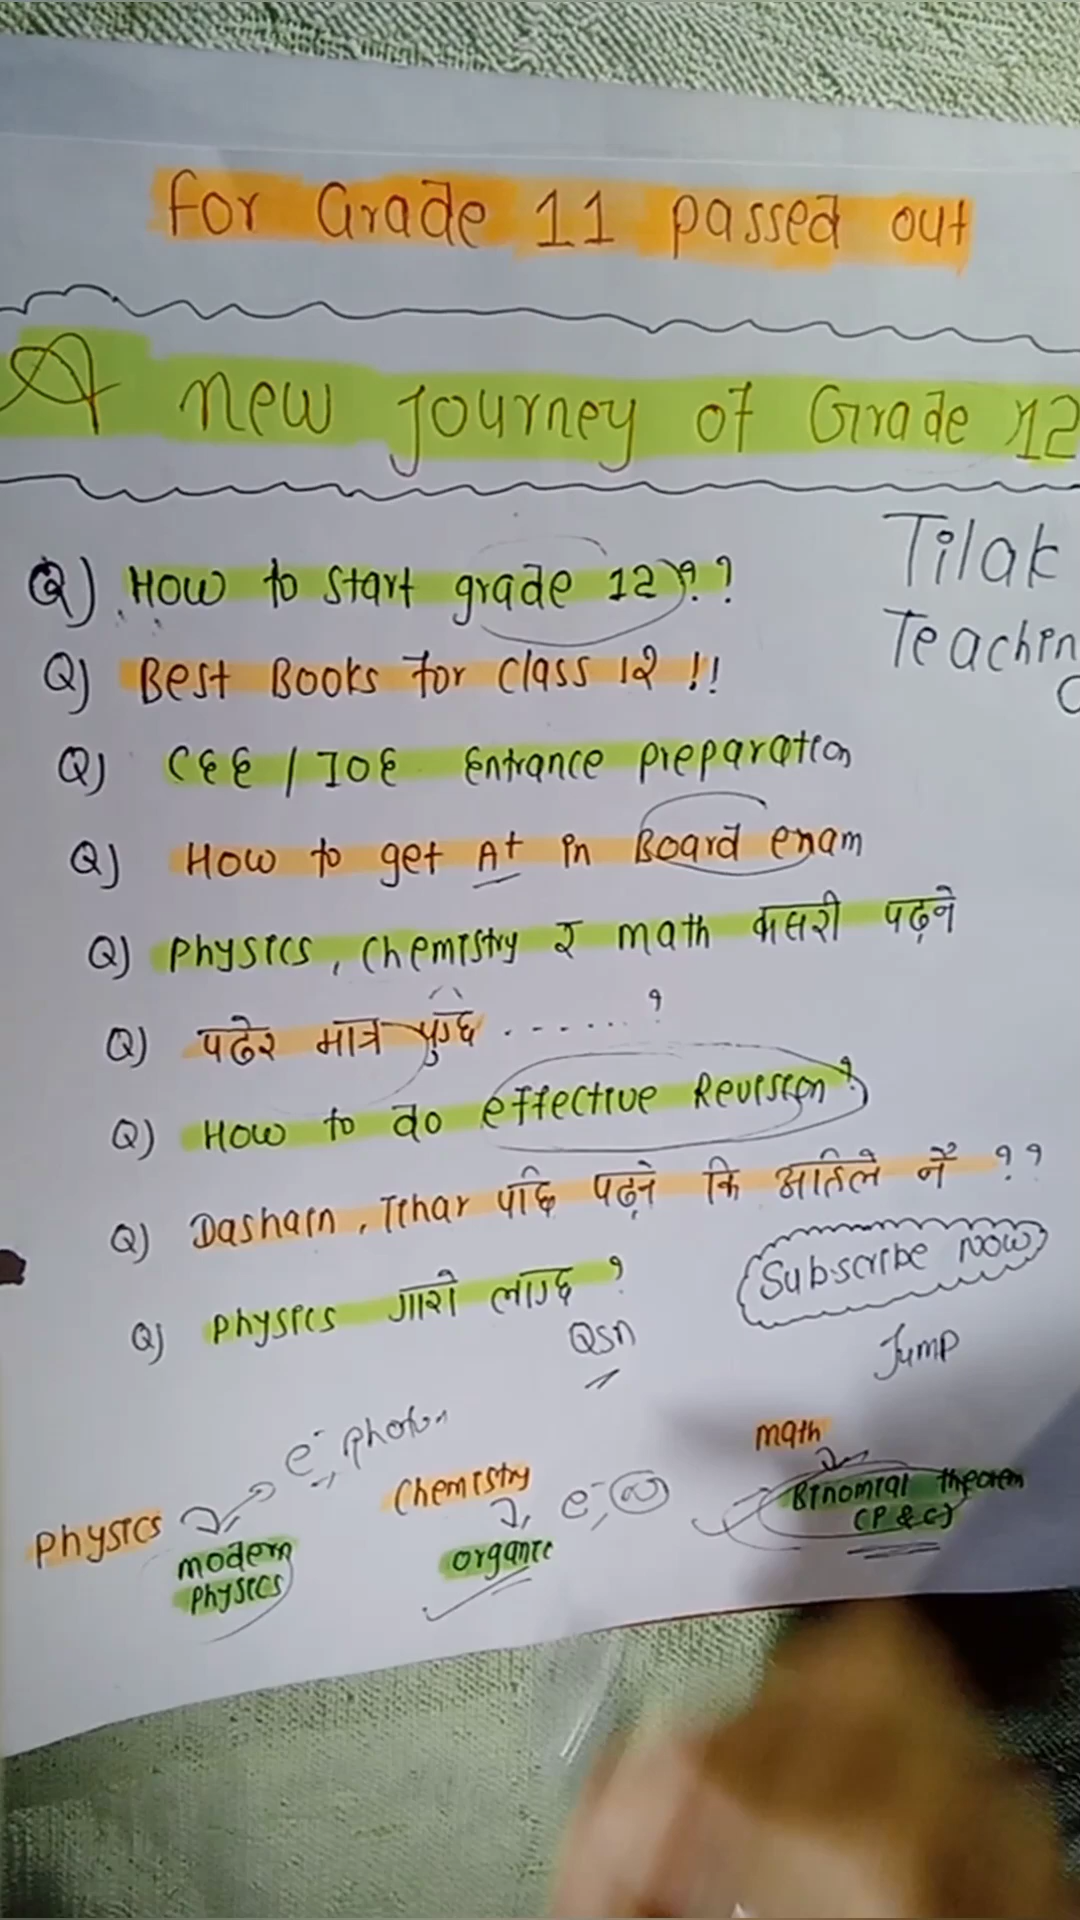 For Grade 11 passed out
A new journey of Grade 12
Tilak
Teachin
Q) How to start grade 12 ??
Q) Best Books for class 12 !!
Q) CEE / IOE Entrance preparation
Q) How to get A+ in Board exam
Q) Physics, Chemistry र math कसरी पढ्ने
Q) पढेर मात्र पुग्छ ....... ?
Q) How to do effective Revision ?
Q) Dashain, Tihar पछि पढ्ने कि अहिले नै ??
Q) Physics गारो लाग्छ ?
Subscribe Now
Qsn
Jump
e⁻ photon
Physics
modern
Physics
Chemistry
e⁻
organic
math
Binomial theorem
(P & C)